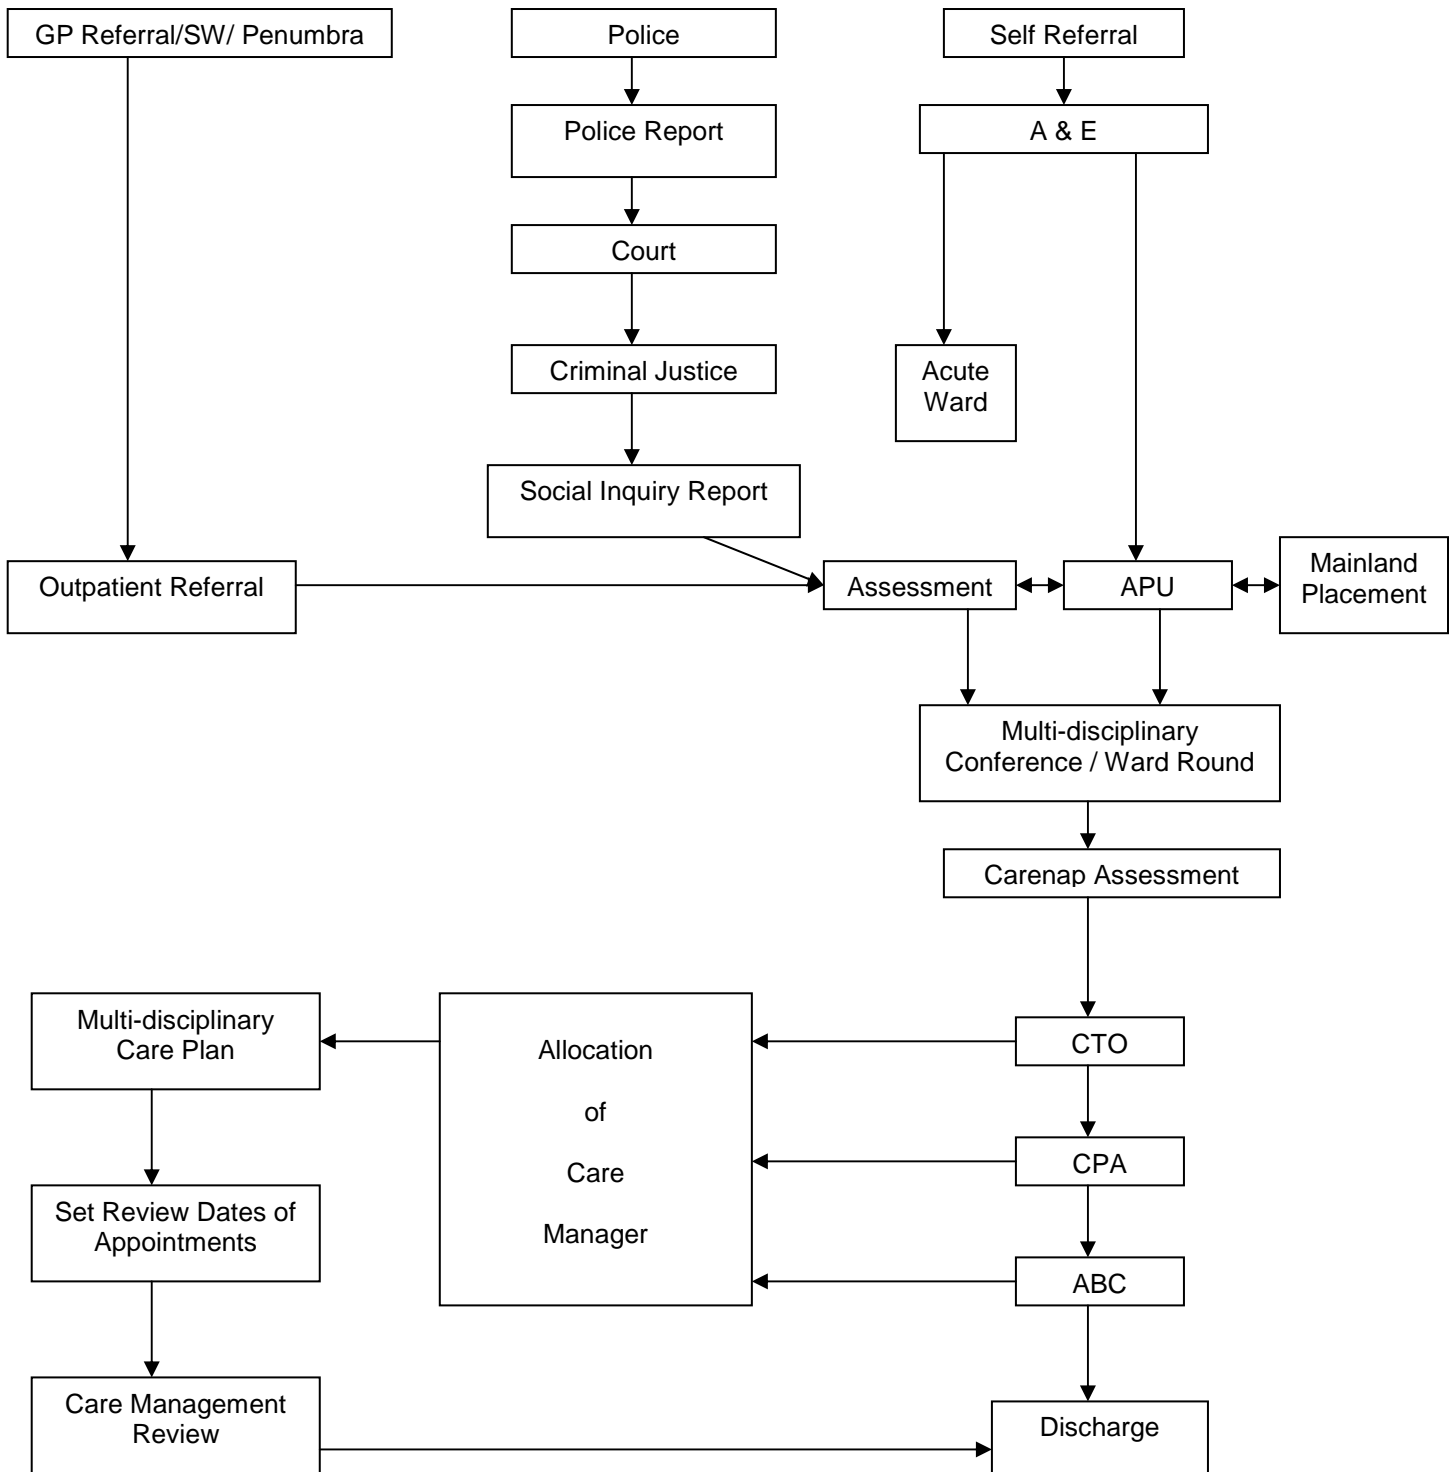 GP Referral/SW/ Penumbra
Police
Self Referral
Police Report
A & E
Court
Criminal Justice
Acute
Ward
Social Inquiry Report
Outpatient Referral
Assessment
APU
Mainland
Placement
Multi-disciplinary
Conference / Ward Round
Carenap Assessment
Multi-disciplinary
Care Plan
Allocation
of
Care
Manager
CTO
CPA
ABC
Set Review Dates of
Appointments
Care Management
Review
Discharge